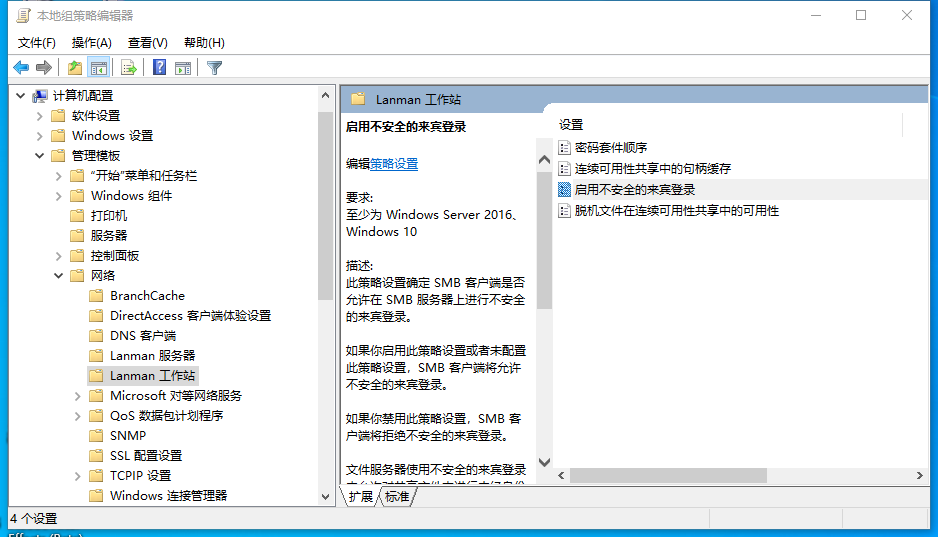 本地组策略编辑器
文件(F) 操作(A) 查看(V) 帮助(H)
计算机配置
软件设置
Windows 设置
管理模板
“开始”菜单和任务栏
Windows 组件
打印机
服务器
控制面板
网络
BranchCache
DirectAccess 客户端体验设置
DNS 客户端
Lanman 服务器
Lanman 工作站
Microsoft 对等网络服务
QoS 数据包计划程序
SNMP
SSL 配置设置
TCPIP 设置
Windows 连接管理器
Lanman 工作站
启用不安全的来宾登录
编辑策略设置
要求:
至少为 Windows Server 2016、
Windows 10
描述:
此策略设置确定 SMB 客户端是否
允许在 SMB 服务器上进行不安全
的来宾登录。
如果你启用此策略设置或者未配置
此策略设置，SMB 客户端将允许
不安全的来宾登录。
如果你禁用此策略设置，SMB 客
户端将拒绝不安全的来宾登录。
文件服务器使用不安全的来宾登录
设置
密码套件顺序
连续可用性共享中的句柄缓存
启用不安全的来宾登录
脱机文件在连续可用性共享中的可用性
扩展 标准
4 个设置